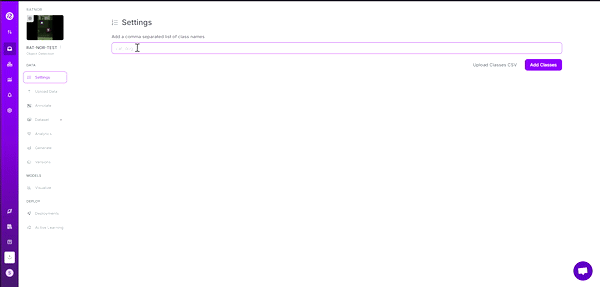 RATNOR
Settings
Add a comma separated list of class names
RAT-NOR-TEST
Object Detection
DATA
Settings
Upload Classes CSV
Add Classes
Upload Data
Annotate
Dataset
Analytics
Generate
Versions
MODELS
Visualize
DEPLOY
Deployments
Active Learning